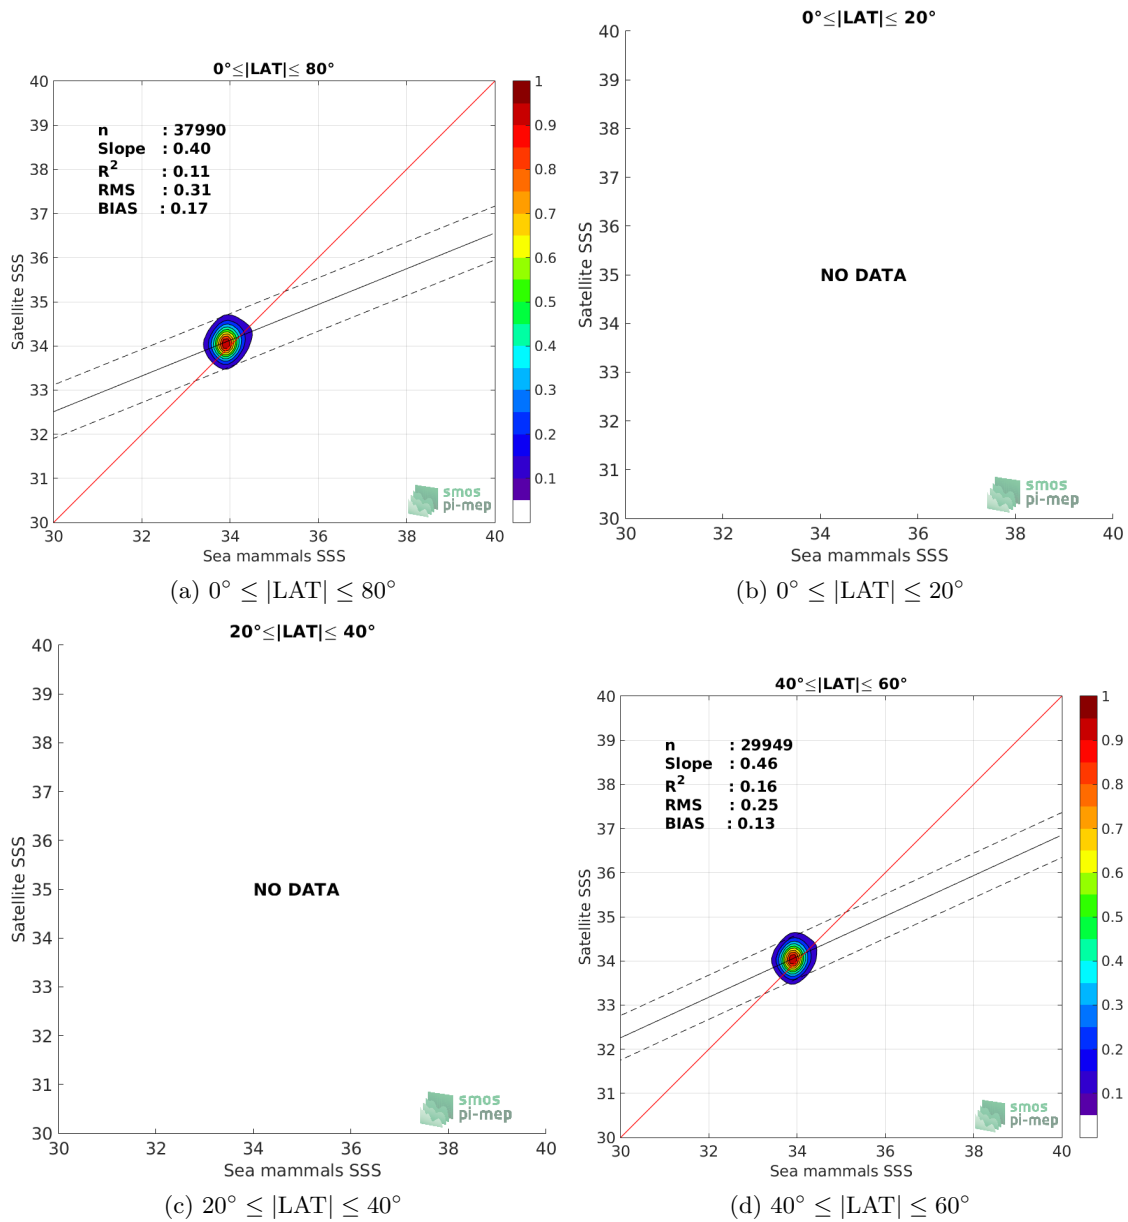 0°≤|LAT|≤ 80°
40
39
38
37
36
35
34
33
32
31
30
Satellite SSS
n : 37990
Slope : 0.40
R² : 0.11
RMS : 0.31
BIAS : 0.17
smos
pi-mep
30 32 34 36 38 40
Sea mammals SSS
1
0.9
0.8
0.7
0.6
0.5
0.4
0.3
0.2
0.1
(a) 0° ≤ |LAT| ≤ 80°
0°≤|LAT|≤ 20°
40
39
38
37
36
35
34
33
32
31
30
Satellite SSS
NO DATA
smos
pi-mep
30 32 34 36 38 40
Sea mammals SSS
(b) 0° ≤ |LAT| ≤ 20°
20°≤|LAT|≤ 40°
40
39
38
37
36
35
34
33
32
31
30
Satellite SSS
NO DATA
smos
pi-mep
30 32 34 36 38 40
Sea mammals SSS
(c) 20° ≤ |LAT| ≤ 40°
40°≤|LAT|≤ 60°
40
39
38
37
36
35
34
33
32
31
30
Satellite SSS
n : 29949
Slope : 0.46
R² : 0.16
RMS : 0.25
BIAS : 0.13
smos
pi-mep
30 32 34 36 38 40
Sea mammals SSS
1
0.9
0.8
0.7
0.6
0.5
0.4
0.3
0.2
0.1
(d) 40° ≤ |LAT| ≤ 60°